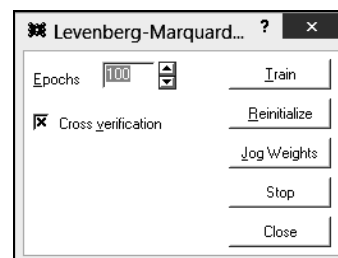 Levenberg-Marquard... ? ×
Epochs 100 Train
Cross verification Reinitialize
Jog Weights
Stop
Close